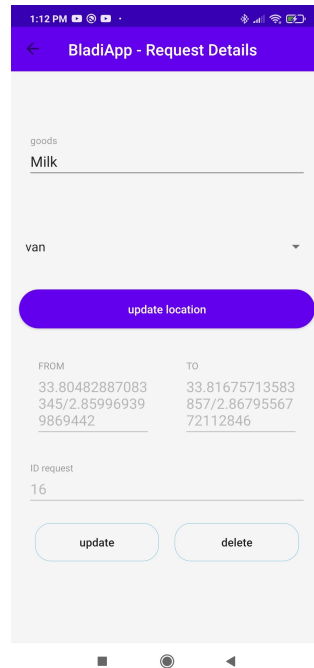 1:12 PM
BladiApp - Request Details
goods
Milk
van
update location
FROM
33.80482887083
345/2.85996939
9869442
TO
33.81675713583
857/2.86795567
72112846
ID request
16
update
delete